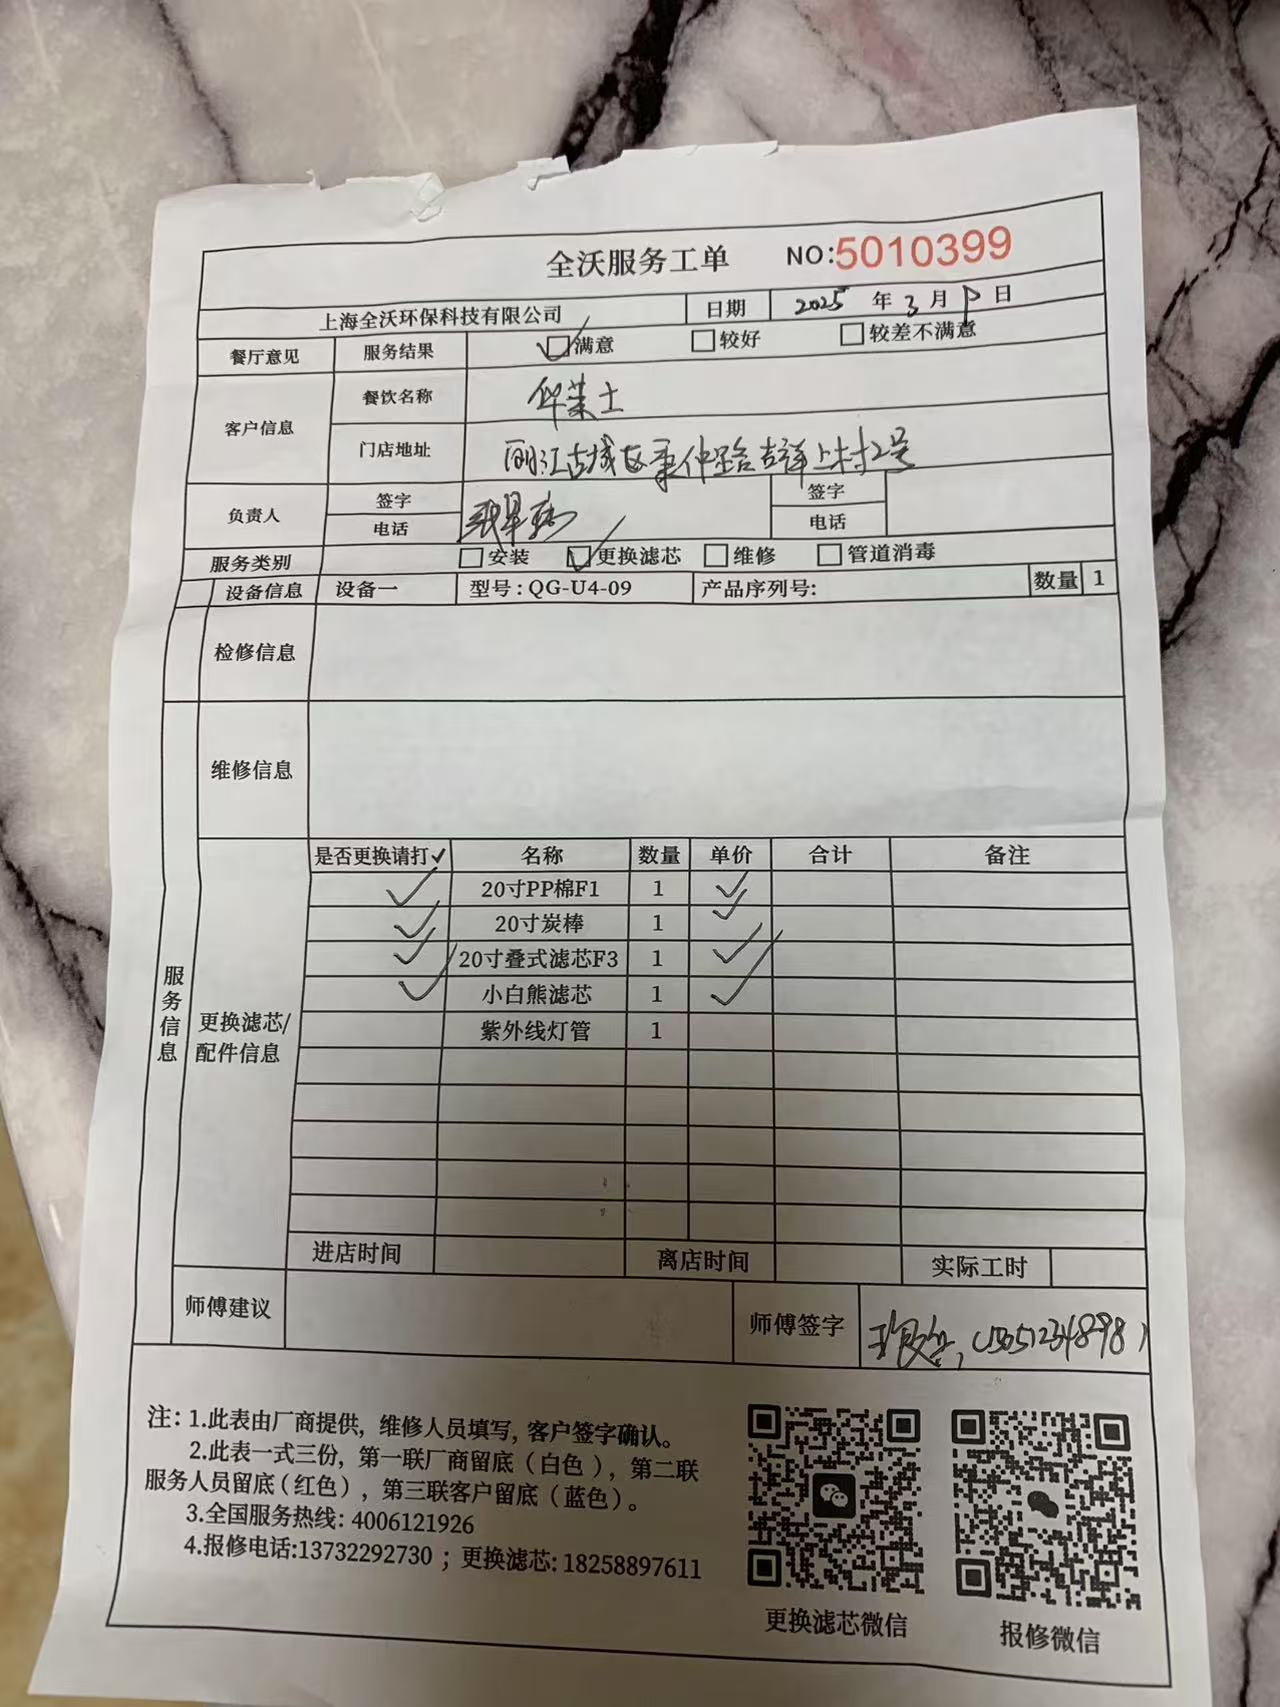 全沃服务工单 NO:5010399
上海全沃环保科技有限公司 日期 2025 年 3 月 日
餐厅意见 服务结果 ✓ 满意 □ 较好 □ 较差不满意
客户信息 餐饮名称 华莱士
门店地址 丽江古城区秉仲路吉祥上村2号
负责人 签字 签字
电话 电话
服务类别 □ 安装 ✓ 更换滤芯 □ 维修 □ 管道消毒
设备信息 设备一 型号:QG-U4-09 产品序列号: 数量 1
检修信息
维修信息
服务信息
更换滤芯/
配件信息
是否更换请打✓ 名称 数量 单价 合计 备注
✓ 20寸PP棉F1 1 ✓
✓ 20寸炭棒 1 ✓
✓ 20寸叠式滤芯F3 1 ✓
✓ 小白熊滤芯 1 ✓
紫外线灯管 1
进店时间 离店时间 实际工时
师傅建议 师傅签字
注: 1.此表由厂商提供, 维修人员填写, 客户签字确认。
2.此表一式三份, 第一联厂商留底(白色), 第二联
服务人员留底(红色), 第三联客户留底(蓝色)。
3.全国服务热线: 4006121926
4.报修电话:13732292730 ; 更换滤芯: 18258897611
更换滤芯微信 报修微信